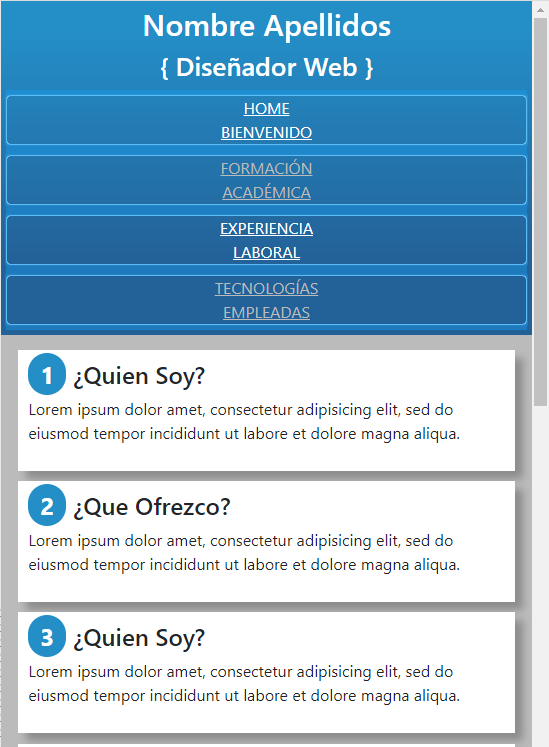 Nombre Apellidos
{ Diseñador Web }
HOME
BIENVENIDO
FORMACIÓN
ACADÉMICA
EXPERIENCIA
LABORAL
TECNOLOGÍAS
EMPLEADAS
1 ¿Quien Soy?
Lorem ipsum dolor amet, consectetur adipisicing elit, sed do
eiusmod tempor incididunt ut labore et dolore magna aliqua.
2 ¿Que Ofrezco?
Lorem ipsum dolor amet, consectetur adipisicing elit, sed do
eiusmod tempor incididunt ut labore et dolore magna aliqua.
3 ¿Quien Soy?
Lorem ipsum dolor amet, consectetur adipisicing elit, sed do
eiusmod tempor incididunt ut labore et dolore magna aliqua.